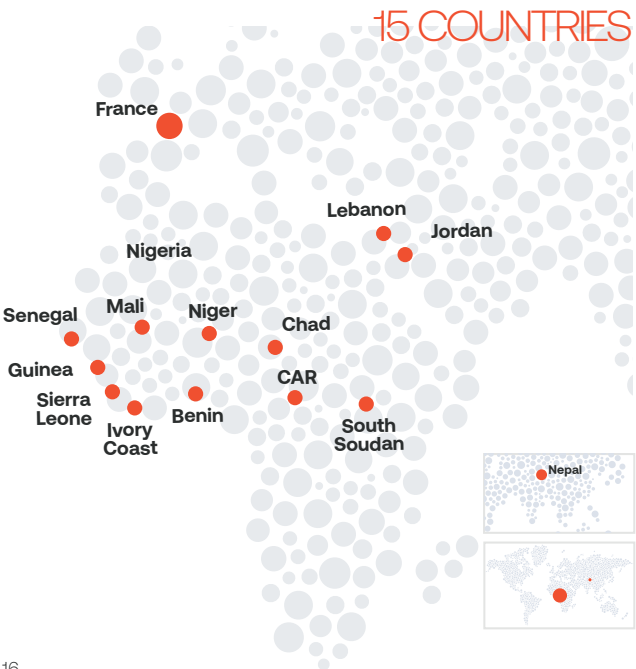 15 COUNTRIES
France
Lebanon
Jordan
Nigeria
Senegal
Mali
Niger
Chad
Guinea
CAR
Sierra
Leone
Ivory
Coast
Benin
South
Soudan
Nepal
16